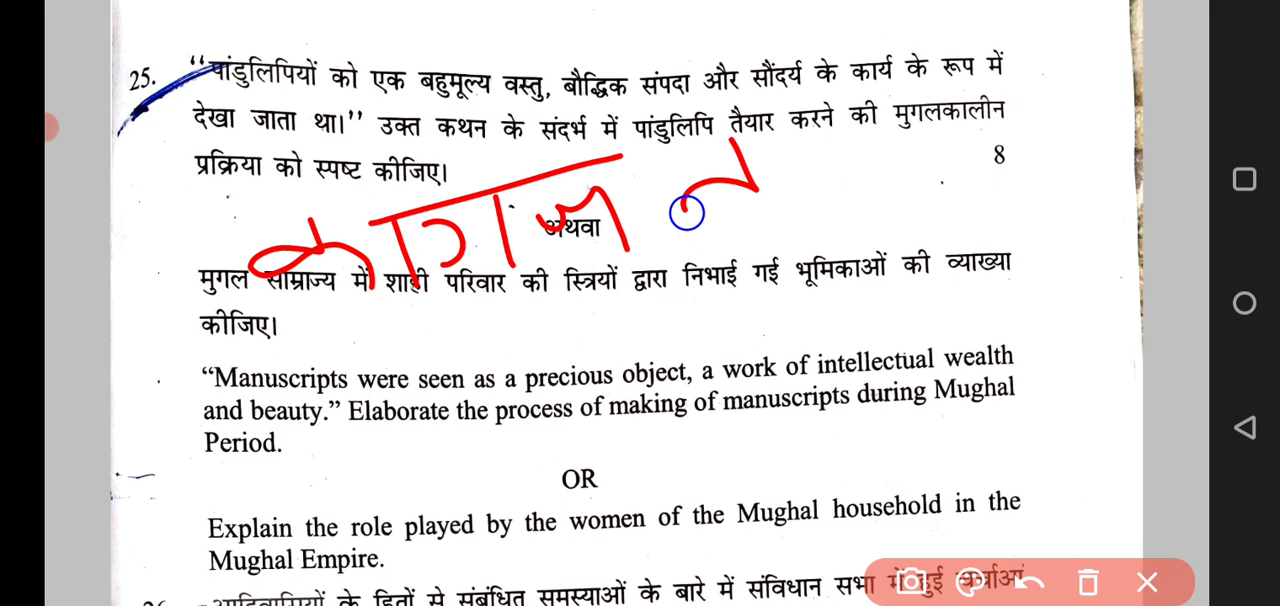 25. “पांडुलिपियों को एक बहुमूल्य वस्तु, बौद्धिक संपदा और सौंदर्य के कार्य के रूप में
देखा जाता था।” उक्त कथन के संदर्भ में पांडुलिपि तैयार करने की मुगलकालीन
प्रक्रिया को स्पष्ट कीजिए। 8
कागज
अथवा
मुगल साम्राज्य में शाही परिवार की स्त्रियों द्वारा निभाई गई भूमिकाओं की व्याख्या
कीजिए।
“Manuscripts were seen as a precious object, a work of intellectual wealth
and beauty.” Elaborate the process of making of manuscripts during Mughal
Period.
OR
Explain the role played by the women of the Mughal household in the
Mughal Empire.
के हितों से संबंधित समस्याओं के बारे में संविधान सभा में हुई चर्चाओं